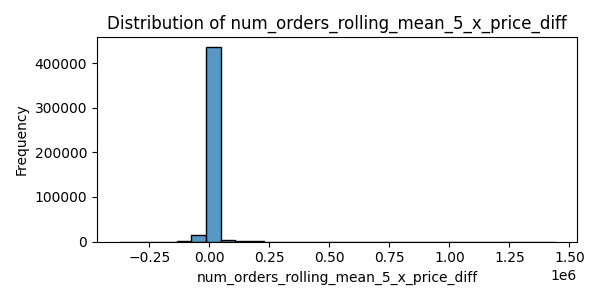 Distribution of num_orders_rolling_mean_5_x_price_diff
400000
300000
200000
100000
0
Frequency
−0.25 0.00 0.25 0.50 0.75 1.00 1.25 1.50
1e6
num_orders_rolling_mean_5_x_price_diff